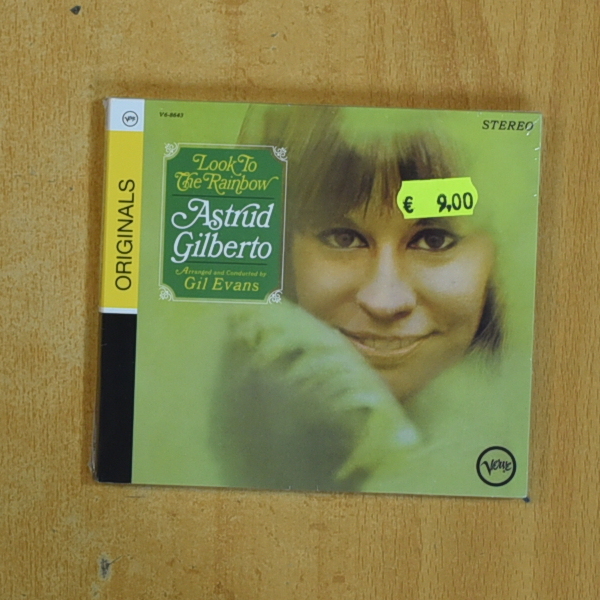 V6-8643
STEREO
Look To
The Rainbow
Astrud
Gilberto
Arranged and Conducted by
Gil Evans
€ 9,00
ORIGINALS
Verve